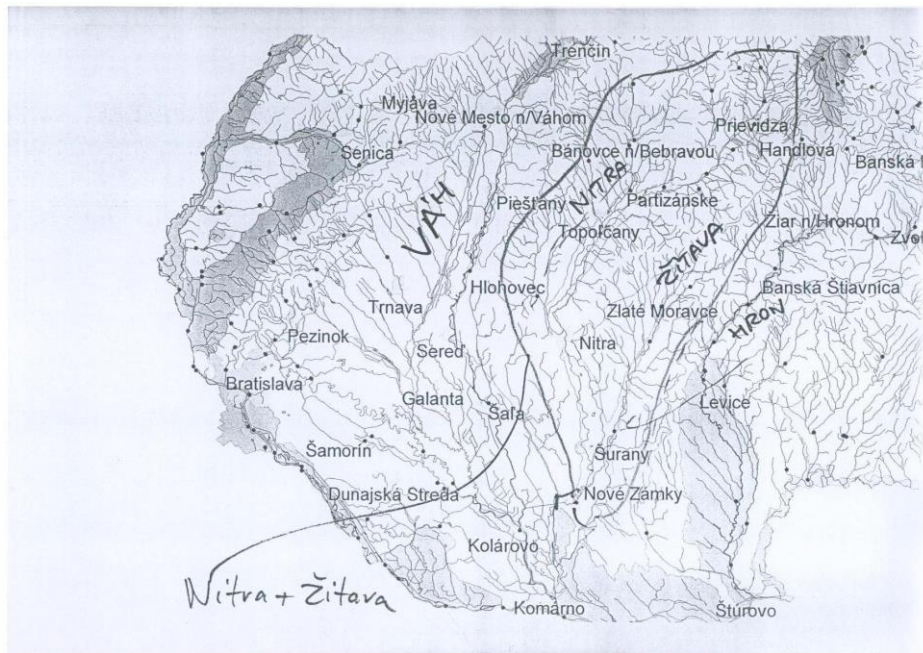 Trenčín
Myjava
Nové Mesto n/Váhom
Prievidza
Senica
Bánovce n/Bebravou
Handlová
Banská
VÁH
NITRA
Piešťany
Partizánske
Topoľčany
Žiar n/Hronom
ŽITAVA
Hlohovec
Banská Štiavnica
Trnava
Zlaté Moravce
HRON
Pezinok
Sereď
Nitra
Bratislava
Galanta
Šaľa
Levice
Šamorín
Šurany
Dunajská Streda
Nové Zámky
Kolárovo
Nitra + Žitava
Komárno
Štúrovo